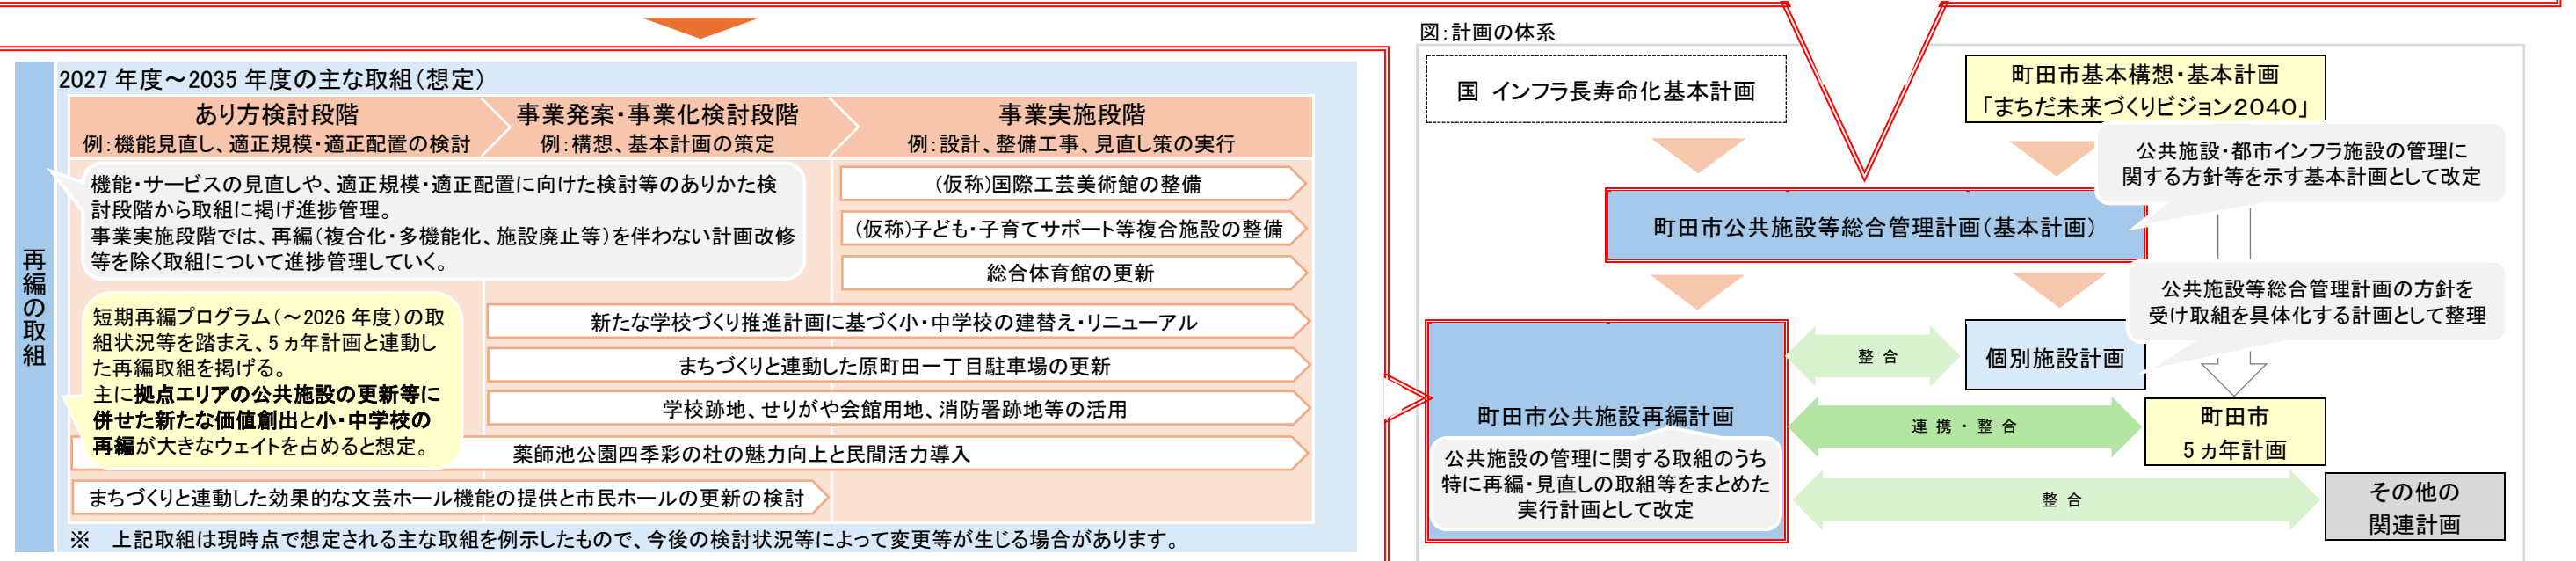 再編の取組
2027 年度～2035 年度の主な取組（想定）
あり方検討段階
例：機能見直し、適正規模・適正配置の検討
事業発案・事業化検討段階
例：構想、基本計画の策定
事業実施段階
例：設計、整備工事、見直し策の実行
機能・サービスの見直しや、適正規模・適正配置に向けた検討等のありかた検
討段階から取組に掲げ進捗管理。
事業実施段階では、再編（複合化・多機能化、施設廃止等）を伴わない計画改修
等を除く取組について進捗管理していく。
（仮称）国際工芸美術館の整備
（仮称）子ども・子育てサポート等複合施設の整備
総合体育館の更新
短期再編プログラム（～2026 年度）の取
組状況等を踏まえ、5 ヵ年計画と連動し
た再編取組を掲げる。
主に拠点エリアの公共施設の更新等に
併せた新たな価値創出と小・中学校の
再編が大きなウェイトを占めると想定。
新たな学校づくり推進計画に基づく小・中学校の建替え・リニューアル
まちづくりと連動した原町田一丁目駐車場の更新
学校跡地、せりがや会館用地、消防署跡地等の活用
薬師池公園四季彩の杜の魅力向上と民間活力導入
まちづくりと連動した効果的な文芸ホール機能の提供と市民ホールの更新の検討
※　上記取組は現時点で想定される主な取組を例示したもので、今後の検討状況等によって変更等が生じる場合があります。
図：計画の体系
国 インフラ長寿命化基本計画
町田市基本構想・基本計画
「まちだ未来づくりビジョン２０４０」
公共施設・都市インフラ施設の管理に
関する方針等を示す基本計画として改定
町田市公共施設等総合管理計画（基本計画）
公共施設等総合管理計画の方針を
受け取組を具体化する計画として整理
整 合
個別施設計画
町田市公共施設再編計画
公共施設の管理に関する取組のうち
特に再編・見直しの取組等をまとめた
実行計画として改定
連 携 ・ 整 合
町田市
5 ヵ年計画
整 合
その他の
関連計画